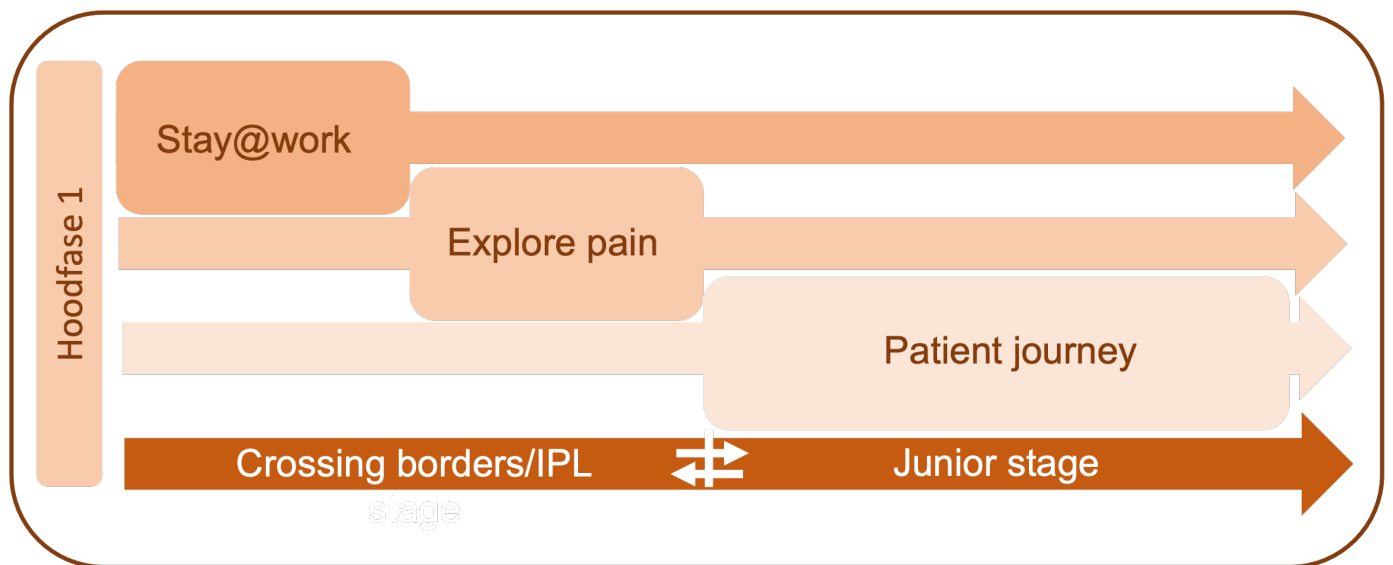 Hoodfase 1
Stay@work
Explore pain
Patient journey
Crossing borders/IPL
stage
Junior stage